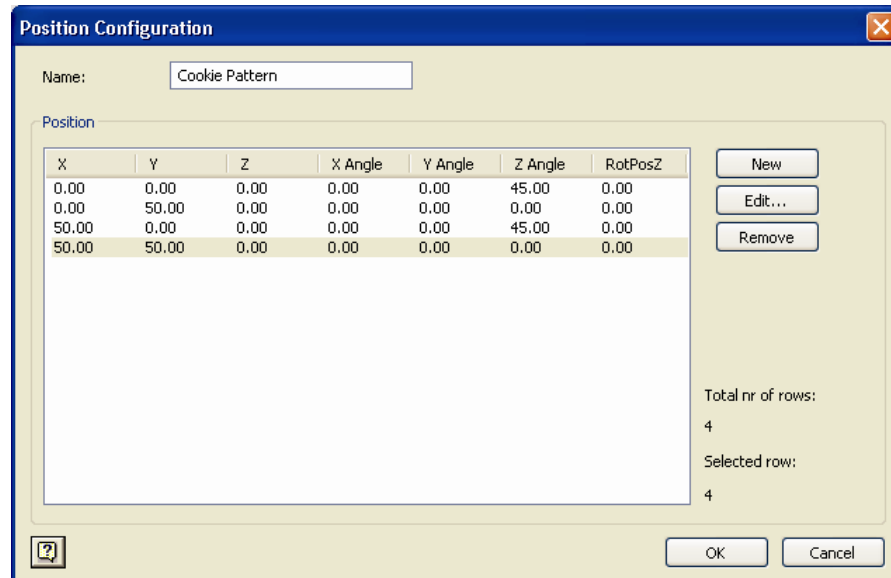 Position Configuration
Name: Cookie Pattern
Position
X Y Z X Angle Y Angle Z Angle RotPosZ
0.00 0.00 0.00 0.00 0.00 45.00 0.00
0.00 50.00 0.00 0.00 0.00 0.00 0.00
50.00 0.00 0.00 0.00 0.00 45.00 0.00
50.00 50.00 0.00 0.00 0.00 0.00 0.00
New
Edit...
Remove
Total nr of rows:
4
Selected row:
4
?
OK Cancel